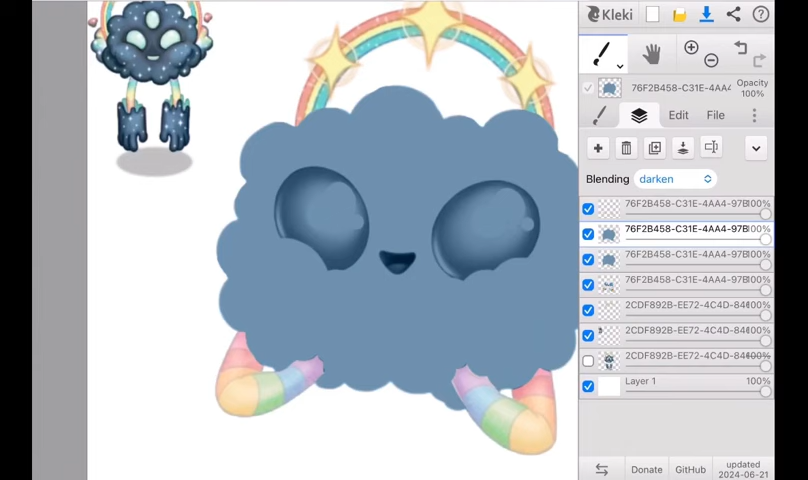 Kleki
76F2B458-C31E-4AA4
Opacity
100%
Edit
File
Blending
darken
76F2B458-C31E-4AA4-97B 100%
76F2B458-C31E-4AA4-97B 100%
76F2B458-C31E-4AA4-97B 100%
76F2B458-C31E-4AA4-97B 100%
2CDF892B-EE72-4C4D-84 100%
2CDF892B-EE72-4C4D-84 100%
2CDF892B-EE72-4C4D-84 100%
Layer 1 100%
Donate
GitHub
updated
2024-06-21